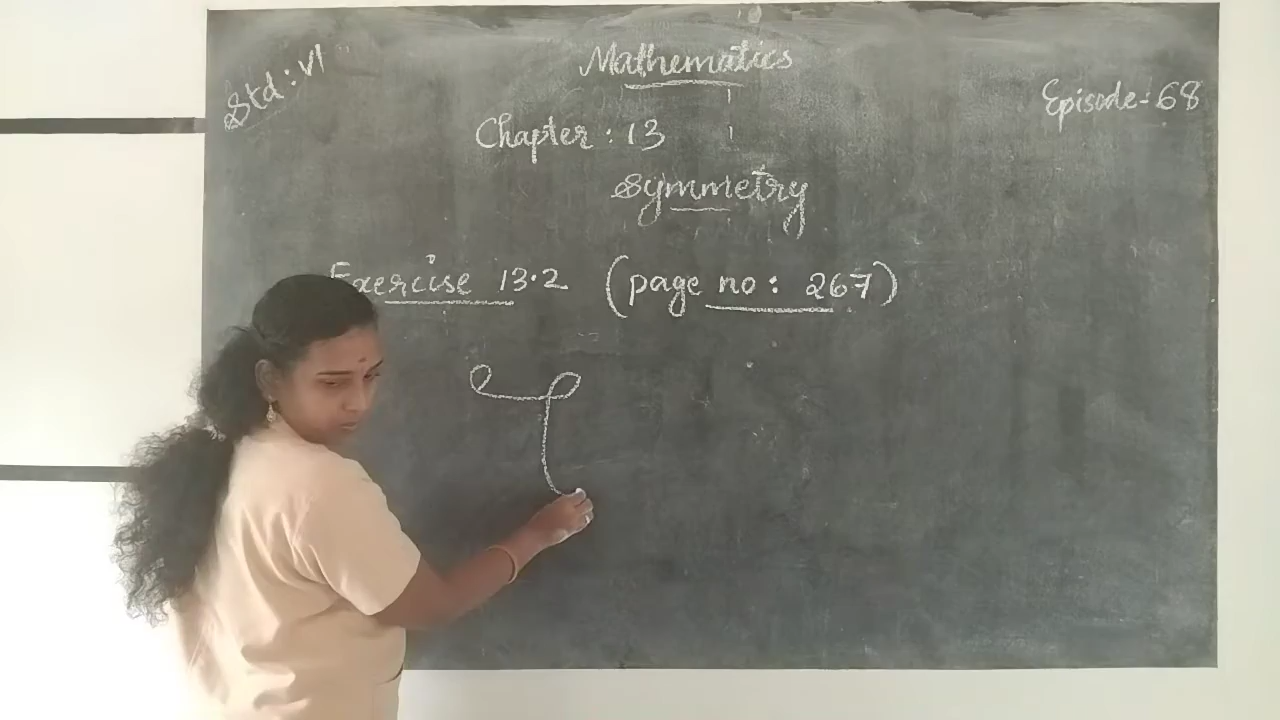 Std: VI
Mathematics
Episode-68
Chapter: 13
Symmetry
Exercise 13.2 (page no: 267)